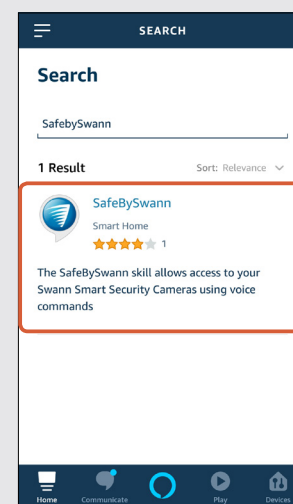 SEARCH
Search
SafebySwann
1 Result Sort: Relevance
SafeBySwann
Smart Home
1
The SafeBySwann skill allows access to your
Swann Smart Security Cameras using voice
commands
Home Communicate Play Devices